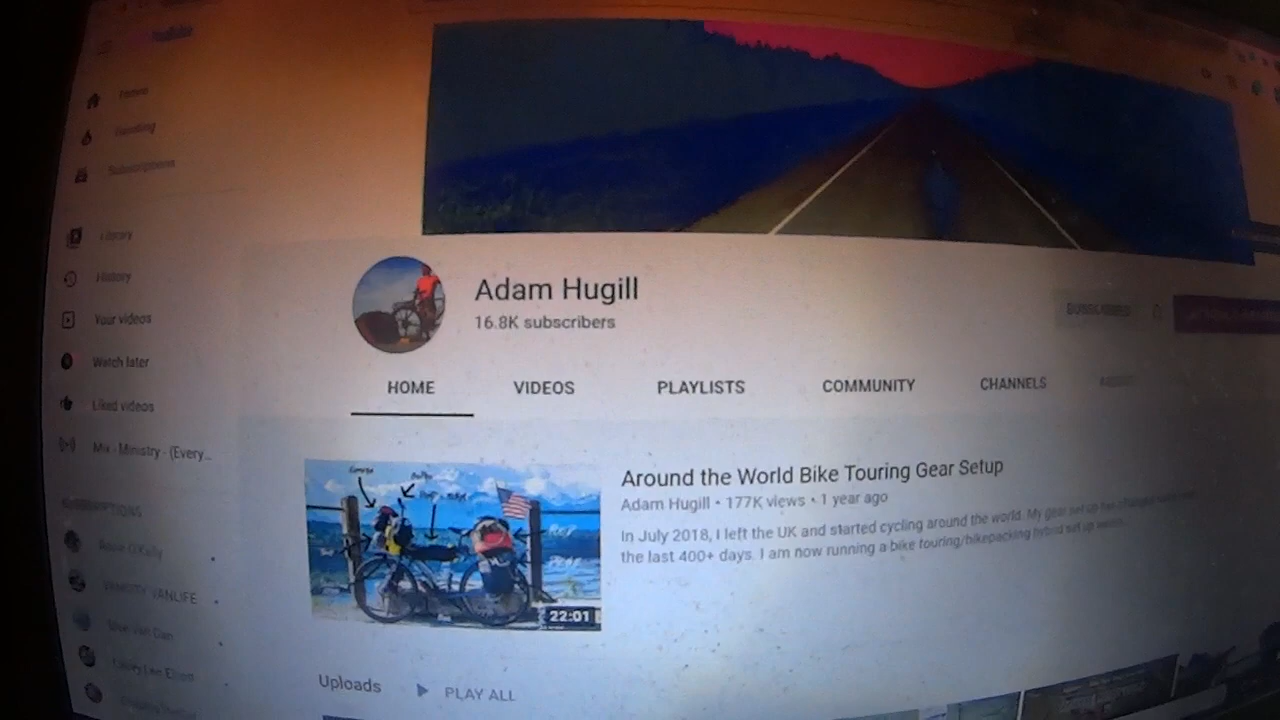 YouTube
Home
Trending
Subscriptions
Library
History
Your videos
Watch later
Liked videos
Mix - Ministry - (Every...
SUBSCRIPTIONS
VANLIFE
Adam Hugill
16.8K subscribers
SUBSCRIBED
HOME VIDEOS PLAYLISTS COMMUNITY CHANNELS ABOUT
Around the World Bike Touring Gear Setup
Adam Hugill • 177K views • 1 year ago
In July 2018, I left the UK and started cycling around the world. My gear set up has changed
the last 400+ days. I am now running a bike touring/bikepacking hybrid set up
22:01
Uploads PLAY ALL